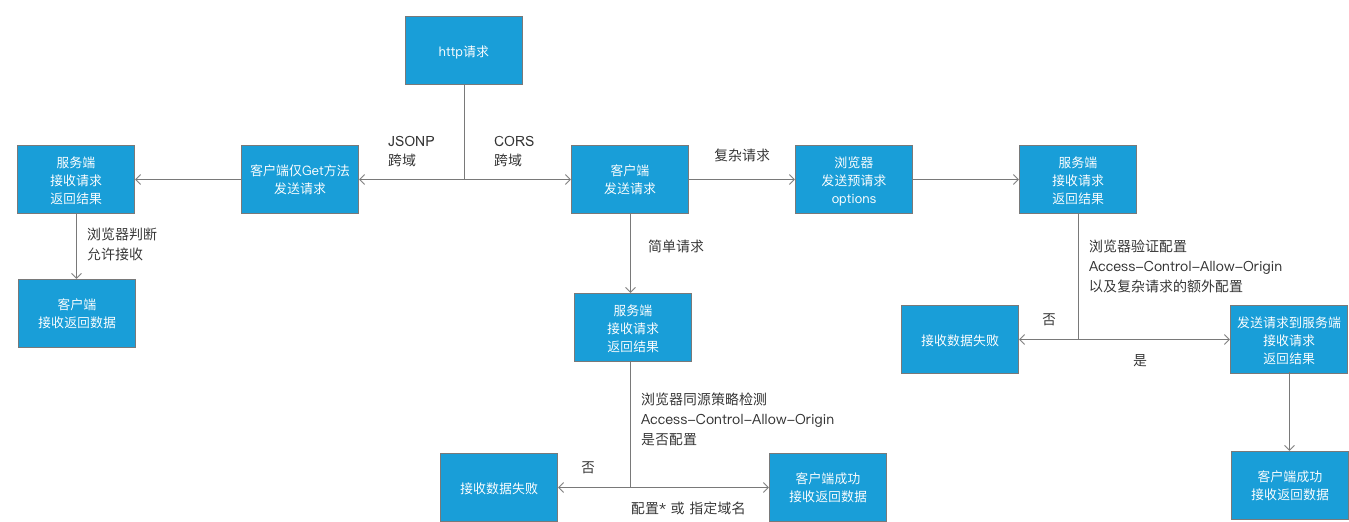 http请求
JSONP
跨域
CORS
跨域
服务端
接收请求
返回结果
客户端仅Get方法
发送请求
客户端
发送请求
复杂请求
浏览器
发送预请求
options
服务端
接收请求
返回结果
浏览器判断
允许接收
客户端
接收返回数据
简单请求
服务端
接收请求
返回结果
浏览器验证配置
Access-Control-Allow-Origin
以及复杂请求的额外配置
接收数据失败
否
是
发送请求到服务端
接收请求
返回结果
浏览器同源策略检测
Access-Control-Allow-Origin
是否配置
接收数据失败
否
配置* 或 指定域名
客户端成功
接收返回数据
客户端成功
接收返回数据